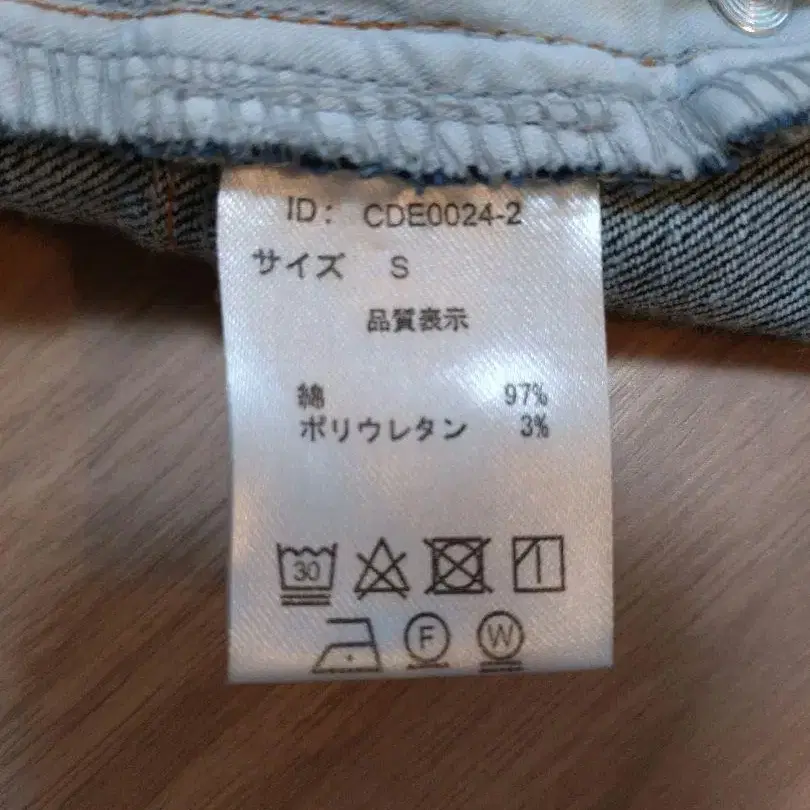 ID: CDE0024-2
サイズ S
品質表示
綿 97%
ポリウレタン 3%
30
F W